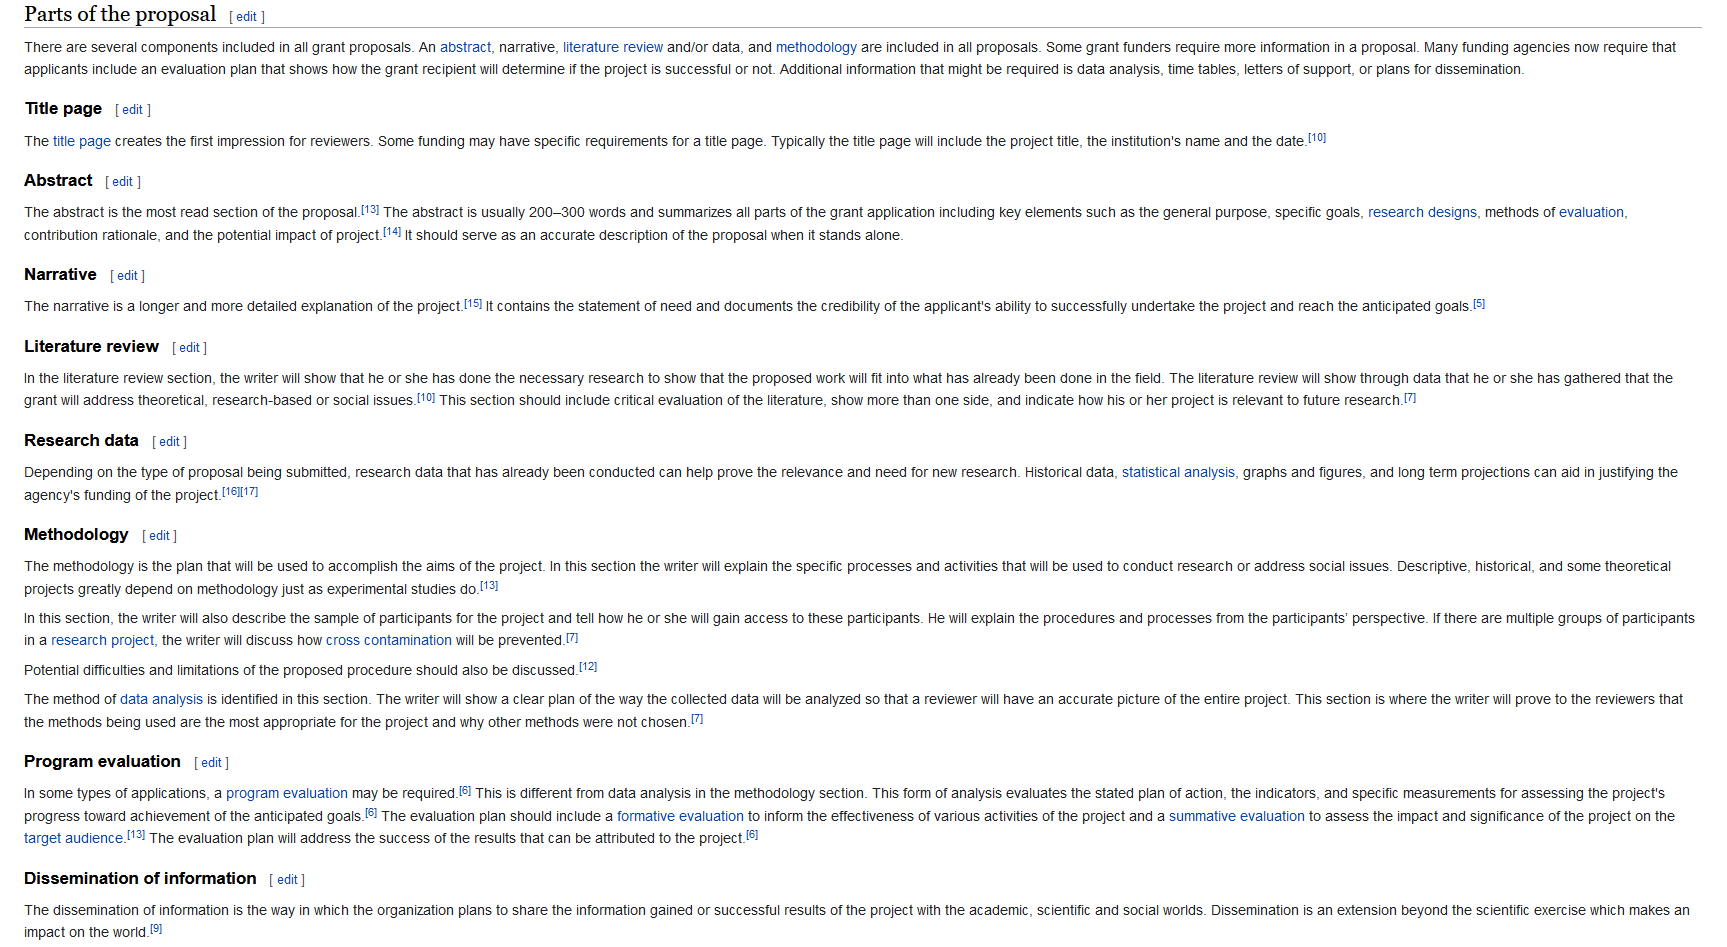 Parts of the proposal [ edit ]
There are several components included in all grant proposals. An abstract, narrative, literature review and/or data, and methodology are included in all proposals. Some grant funders require more information in a proposal. Many funding agencies now require that
applicants include an evaluation plan that shows how the grant recipient will determine if the project is successful or not. Additional information that might be required is data analysis, time tables, letters of support, or plans for dissemination.
Title page [ edit ]
The title page creates the first impression for reviewers. Some funding may have specific requirements for a title page. Typically the title page will include the project title, the institution's name and the date.[10]
Abstract [ edit ]
The abstract is the most read section of the proposal.[13] The abstract is usually 200–300 words and summarizes all parts of the grant application including key elements such as the general purpose, specific goals, research designs, methods of evaluation,
contribution rationale, and the potential impact of project.[14] It should serve as an accurate description of the proposal when it stands alone.
Narrative [ edit ]
The narrative is a longer and more detailed explanation of the project.[15] It contains the statement of need and documents the credibility of the applicant's ability to successfully undertake the project and reach the anticipated goals.[5]
Literature review [ edit ]
In the literature review section, the writer will show that he or she has done the necessary research to show that the proposed work will fit into what has already been done in the field. The literature review will show through data that he or she has gathered that the
grant will address theoretical, research-based or social issues.[10] This section should include critical evaluation of the literature, show more than one side, and indicate how his or her project is relevant to future research.[7]
Research data [ edit ]
Depending on the type of proposal being submitted, research data that has already been conducted can help prove the relevance and need for new research. Historical data, statistical analysis, graphs and figures, and long term projections can aid in justifying the
agency's funding of the project.[16][17]
Methodology [ edit ]
The methodology is the plan that will be used to accomplish the aims of the project. In this section the writer will explain the specific processes and activities that will be used to conduct research or address social issues. Descriptive, historical, and some theoretical
projects greatly depend on methodology just as experimental studies do.[13]
In this section, the writer will also describe the sample of participants for the project and tell how he or she will gain access to these participants. He will explain the procedures and processes from the participants' perspective. If there are multiple groups of participants
in a research project, the writer will discuss how cross contamination will be prevented.[7]
Potential difficulties and limitations of the proposed procedure should also be discussed.[12]
The method of data analysis is identified in this section. The writer will show a clear plan of the way the collected data will be analyzed so that a reviewer will have an accurate picture of the entire project. This section is where the writer will prove to the reviewers that
the methods being used are the most appropriate for the project and why other methods were not chosen.[7]
Program evaluation [ edit ]
In some types of applications, a program evaluation may be required.[6] This is different from data analysis in the methodology section. This form of analysis evaluates the stated plan of action, the indicators, and specific measurements for assessing the project's
progress toward achievement of the anticipated goals.[6] The evaluation plan should include a formative evaluation to inform the effectiveness of various activities of the project and a summative evaluation to assess the impact and significance of the project on the
target audience.[13] The evaluation plan will address the success of the results that can be attributed to the project.[6]
Dissemination of information [ edit ]
The dissemination of information is the way in which the organization plans to share the information gained or successful results of the project with the academic, scientific and social worlds. Dissemination is an extension beyond the scientific exercise which makes an
impact on the world.[9]